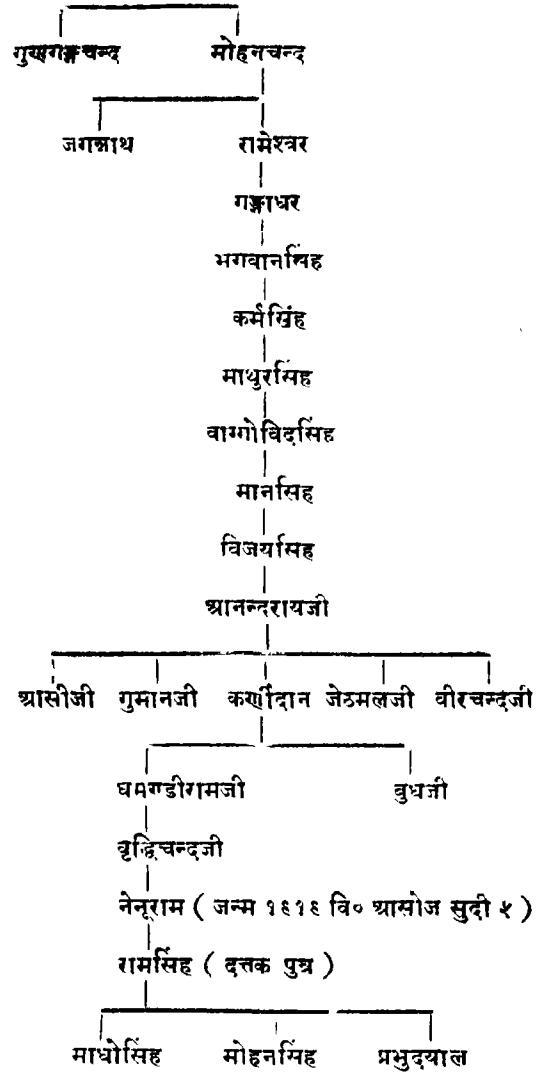 गुणगङ्गचन्द मोहनचन्द
जगन्नाथ रामेश्वर
गङ्गाधर
भगवानसिंह
कर्मसिंह
माथुरसिंह
वाग्गोविदसिंह
मानसिंह
विजयसिंह
आनन्दरायजी
आसीजी गुमानजी कर्णीदान जेठमलजी वीरचन्दजी
घमण्डीरामजी बुधजी
वृद्धिचन्दजी
नेनूराम ( जन्म १९१९ वि० आसोज सुदी ५ )
रामसिंह ( दत्तक पुत्र )
माधोसिंह मोहनसिंह प्रभुदयाल